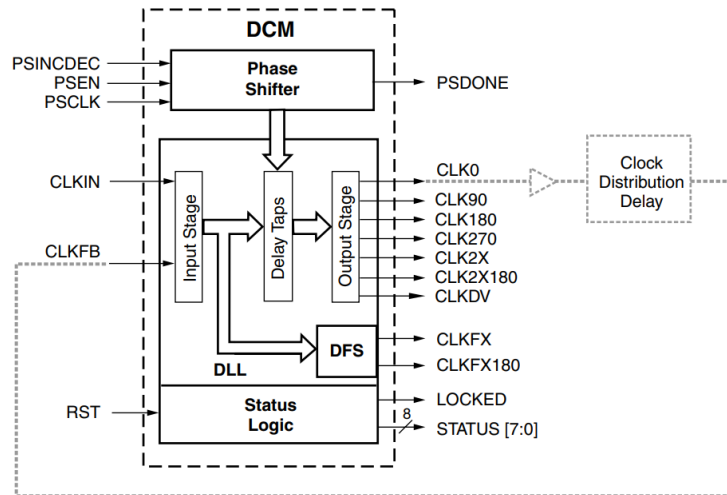 DCM
PSINCDEC
PSEN
PSCLK
Phase
Shifter
PSDONE
CLKIN
CLKFB
Input Stage
Delay Taps
Output Stage
CLK0
CLK90
CLK180
CLK270
CLK2X
CLK2X180
CLKDV
Clock
Distribution
Delay
DFS
CLKFX
CLKFX180
DLL
RST
Status
Logic
LOCKED
8
STATUS [7:0]